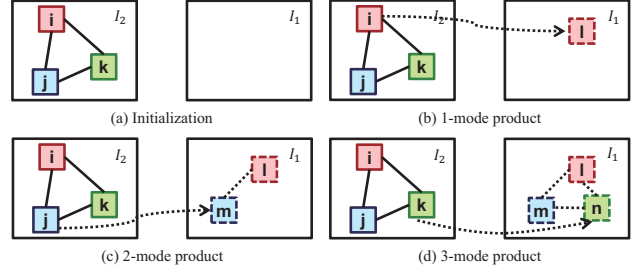 i
j
k
I₂
I₁
(a) Initialization
i
j
k
I₂
l
I₁
(b) 1-mode product
i
j
k
I₂
l
m
I₁
(c) 2-mode product
i
j
k
I₂
l
m
n
I₁
(d) 3-mode product